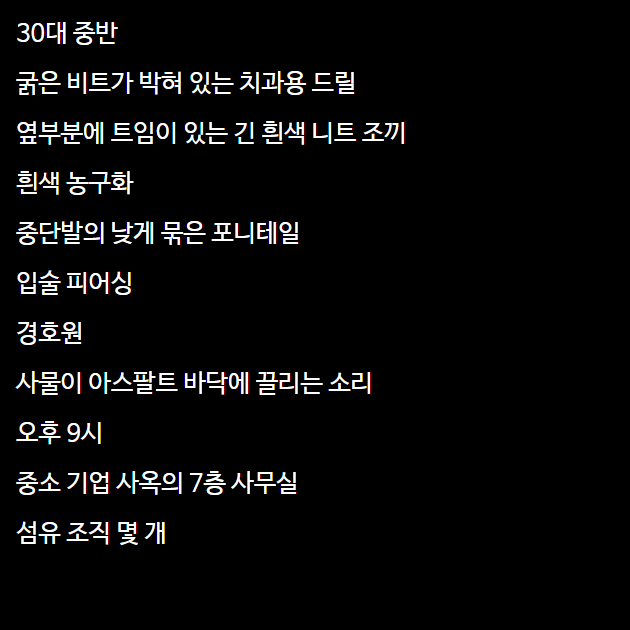 30대 중반
굵은 비트가 박혀 있는 치과용 드릴
옆부분에 트임이 있는 긴 흰색 니트 조끼
흰색 농구화
중단발의 낮게 묶은 포니테일
입술 피어싱
경호원
사물이 아스팔트 바닥에 끌리는 소리
오후 9시
중소 기업 사옥의 7층 사무실
섬유 조직 몇 개